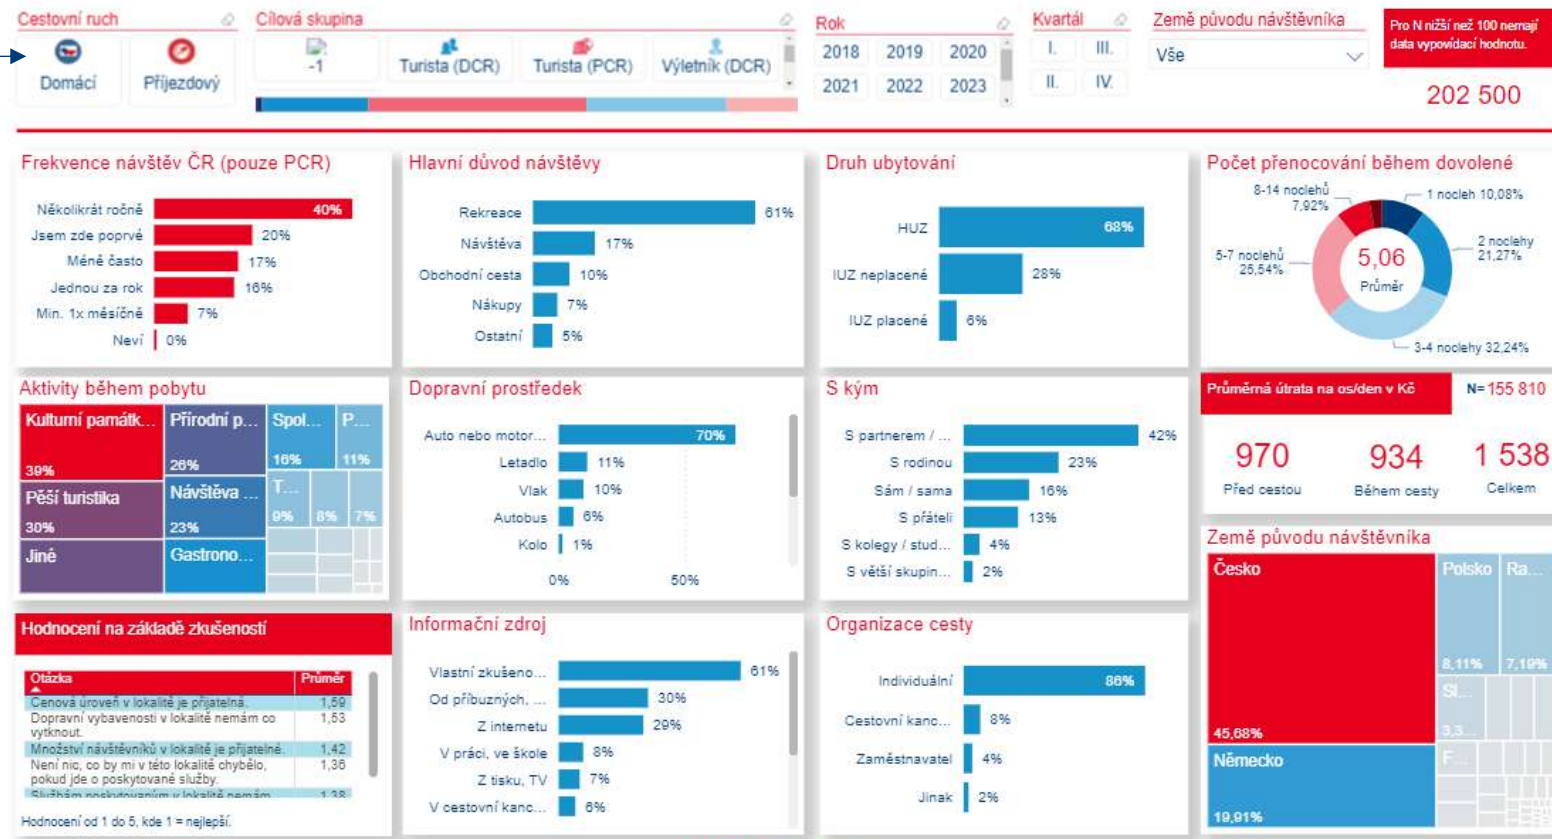 Cestovní ruch
Domácí
Příjezdový
Cílová skupina
-1
Turista (DCR)
Turista (PCR)
Výletník (DCR)
Rok
2018 2019 2020
2021 2022 2023
Kvartál
I. III.
II. IV.
Země původu návštěvníka
Vše
Pro N nižší než 100 nemají
data vypovídací hodnotu.
202 500
Frekvence návštěv ČR (pouze PCR)
Několikrát ročně 40%
Jsem zde poprvé 20%
Méně často 17%
Jednou za rok 16%
Min. 1x měsíčně 7%
Neví 0%
Hlavní důvod návštěvy
Rekreace 61%
Návštěva 17%
Obchodní cesta 10%
Nákupy 7%
Ostatní 5%
Druh ubytování
HUZ 68%
IUZ neplacené 28%
IUZ placené 6%
Počet přenocování během dovolené
8-14 noclehů
7,92%
1 nocleh 10,08%
2 noclehy
21,27%
5-7 noclehů
25,54%
5,06
Průměr
3-4 noclehy 32,24%
Aktivity během pobytu
Kulturní památk...
39%
Přírodní p...
26%
Spol...
16%
P...
11%
Pěší turistika
30%
Návštěva ...
23%
T...
9%
8%
7%
Jiné
Gastrono...
Dopravní prostředek
Auto nebo motor... 70%
Letadlo 11%
Vlak 10%
Autobus 6%
Kolo 1%
0% 50%
S kým
S partnerem / ... 42%
S rodinou 23%
Sám / sama 16%
S přáteli 13%
S kolegy / stud... 4%
S větší skupin... 2%
Průměrná útrata na os/den v Kč
N= 155 810
970
Před cestou
934
Během cesty
1 538
Celkem
Země původu návštěvníka
Česko
45,68%
Polsko
8,11%
Ra...
7,19%
Sl...
3,3...
Německo
19,91%
F...
Hodnocení na základě zkušeností
Otázka Průměr
Cenová úroveň v lokalitě je přijatelná. 1,59
Dopravní vybavenosti v lokalitě nemám co 1,53
vytknout.
Množství návštěvníků v lokalitě je přijatelné. 1,42
Není nic, co by mi v této lokalitě chybělo, 1,36
pokud jde o poskytované služby.
Službám poskytovaným v lokalitě nemám 1,38
Hodnocení od 1 do 5, kde 1 = nejlepší.
Informační zdroj
Vlastní zkušeno... 61%
Od příbuzných, ... 30%
Z internetu 29%
V práci, ve škole 8%
Z tisku, TV 7%
V cestovní kanc... 6%
Organizace cesty
Individuální 86%
Cestovní kanc... 8%
Zaměstnavatel 4%
Jinak 2%